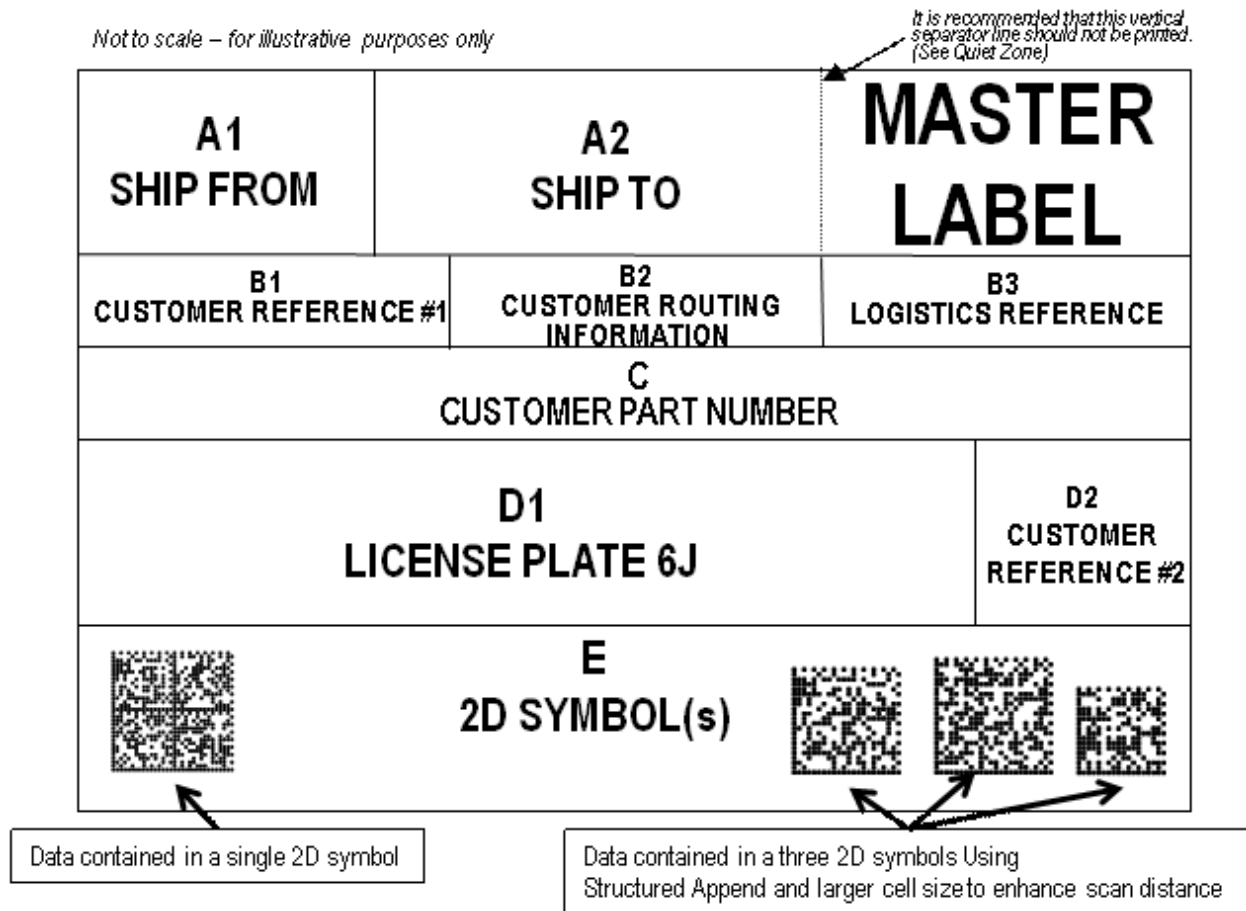 It is recommended that this vertical
separator line should not be printed.
(See Quiet Zone)
Not to scale – for illustrative purposes only
A1
SHIP FROM
A2
SHIP TO
MASTER
LABEL
B1
CUSTOMER REFERENCE #1
B2
CUSTOMER ROUTING
INFORMATION
B3
LOGISTICS REFERENCE
C
CUSTOMER PART NUMBER
D1
LICENSE PLATE 6J
D2
CUSTOMER
REFERENCE #2
E
2D SYMBOL(s)
Data contained in a single 2D symbol
Data contained in a three 2D symbols Using
Structured Append and larger cell size to enhance scan distance